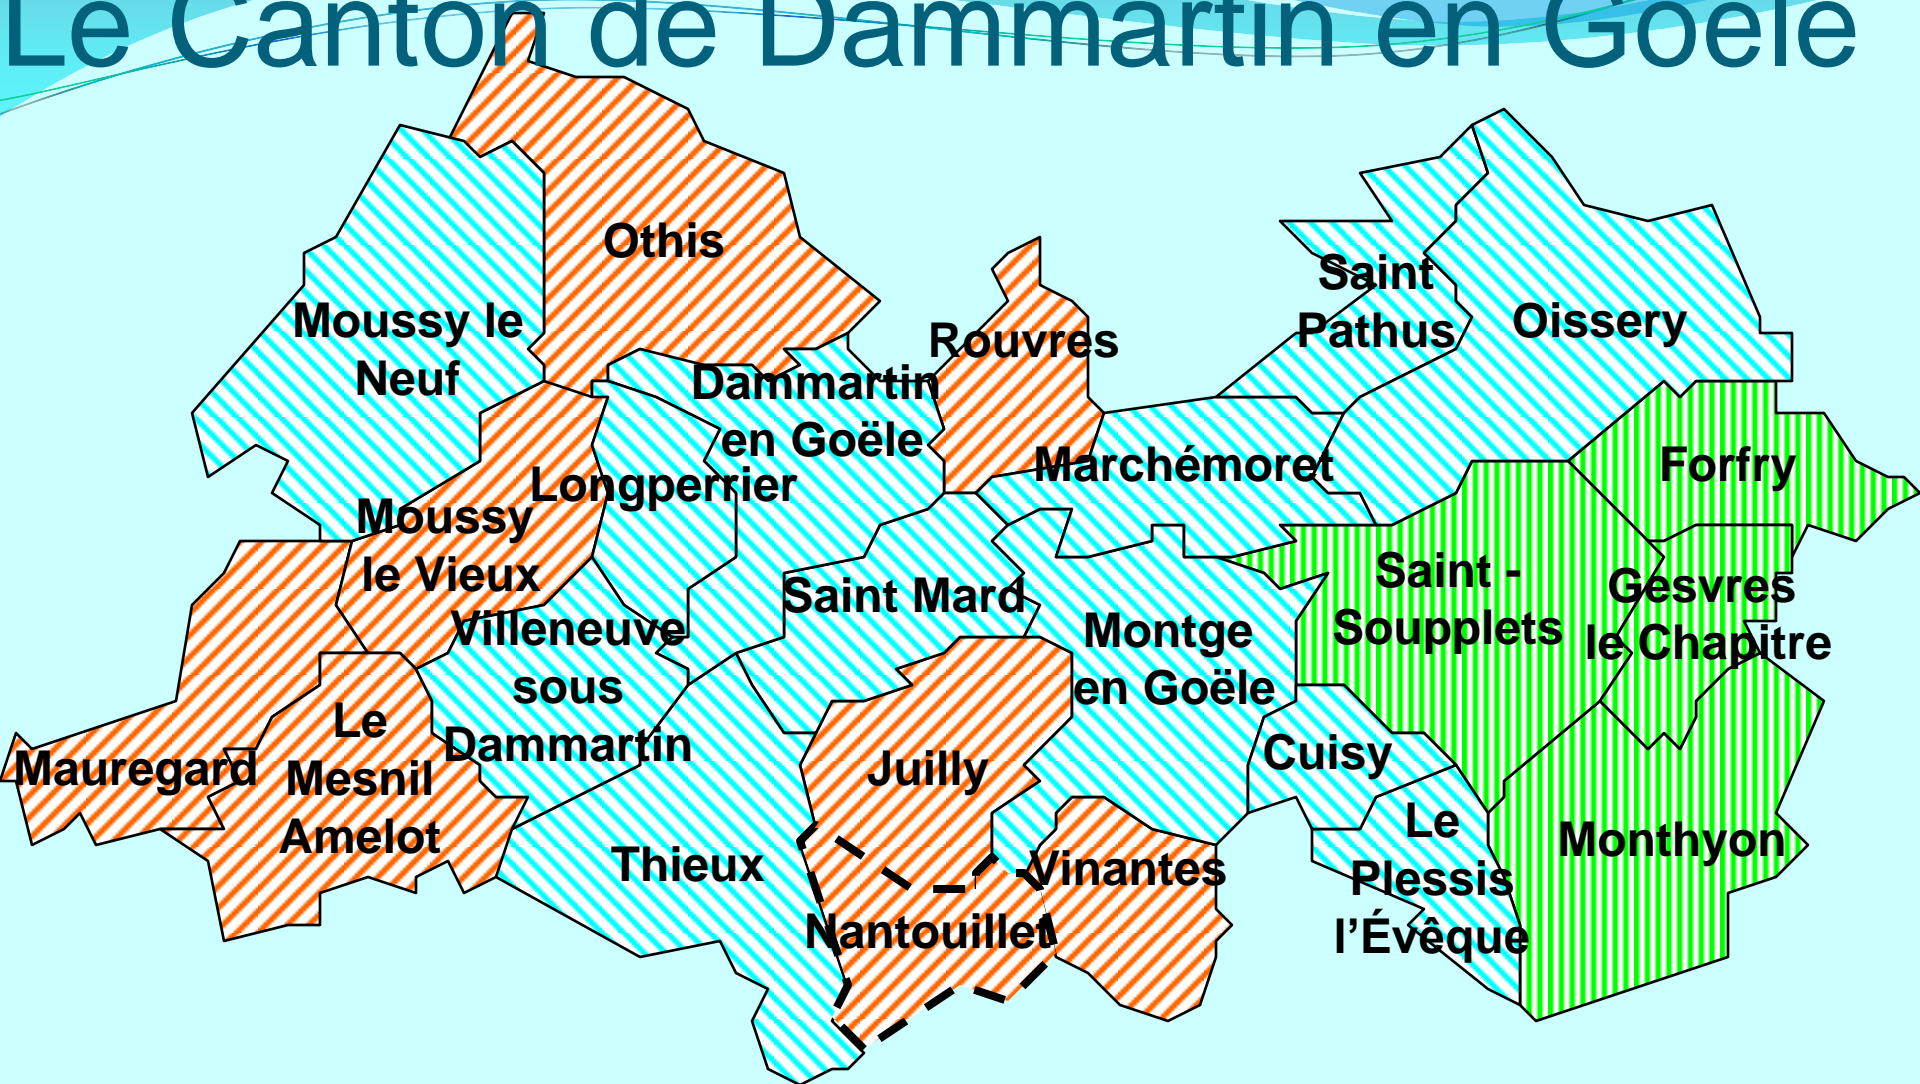 Le Canton de Dammartin en Goële
Othis
Moussy le
Neuf
Rouvres
Saint
Pathus
Oissery
Dammartin
en Goële
Longperrier
Marchémoret
Forfry
Moussy
le Vieux
Saint Mard
Saint -
Soupplets
Gesvres
le Chapitre
Villeneuve
sous
Dammartin
Montge
en Goële
Le
Mesnil
Amelot
Mauregard
Juilly
Cuisy
Le
Plessis
l’Évêque
Monthyon
Thieux
Vinantes
Nantouillet